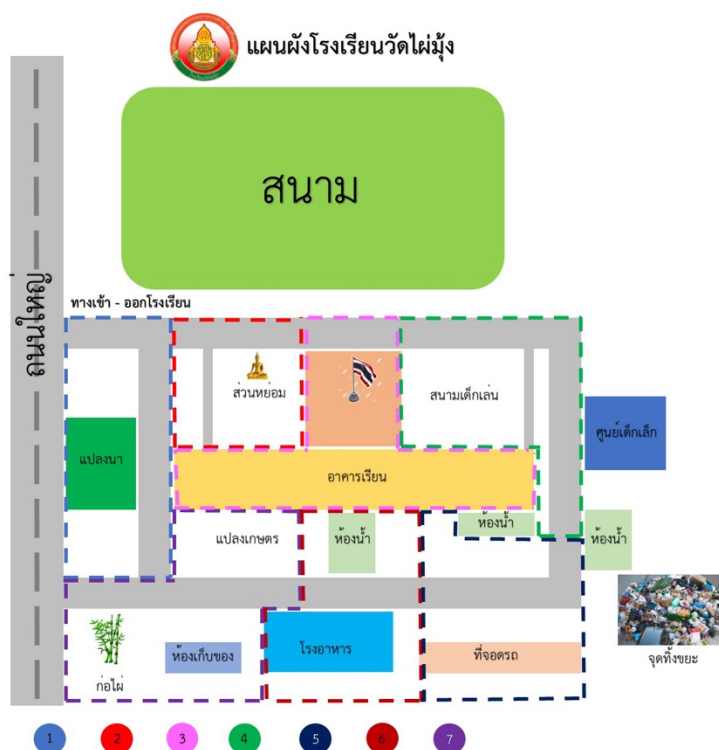 แผนผังโรงเรียนวัดไผ่มุ้ง
สนาม
ถนนใหญ่
ทางเข้า - ออกโรงเรียน
ส่วนหย่อม
สนามเด็กเล่น
ศูนย์เด็กเล็ก
แปลงนา
อาคารเรียน
แปลงเกษตร
ห้องน้ำ
ห้องน้ำ
ห้องน้ำ
ก่อไผ่
ห้องเก็บของ
โรงอาหาร
ที่จอดรถ
จุดทิ้งขยะ
1 2 3 4 5 6 7